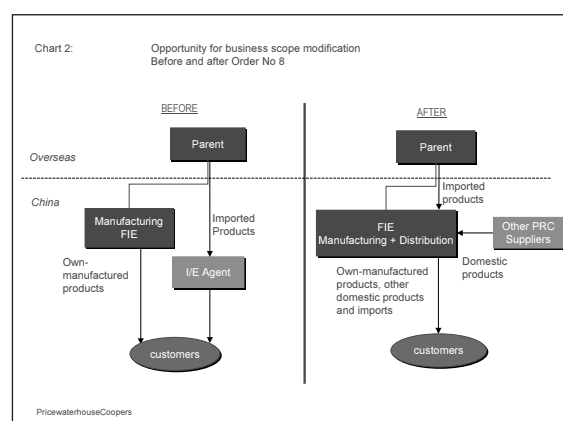 Chart 2: Opportunity for business scope modification
Before and after Order No 8
BEFORE
Parent
Overseas
China
Manufacturing
FIE
Imported
Products
Own-
manufactured
products
I/E Agent
customers
AFTER
Parent
Imported
products
FIE
Manufacturing + Distribution
Other PRC
Suppliers
Domestic
products
Own-manufactured
products, other
domestic products
and imports
customers
PricewaterhouseCoopers